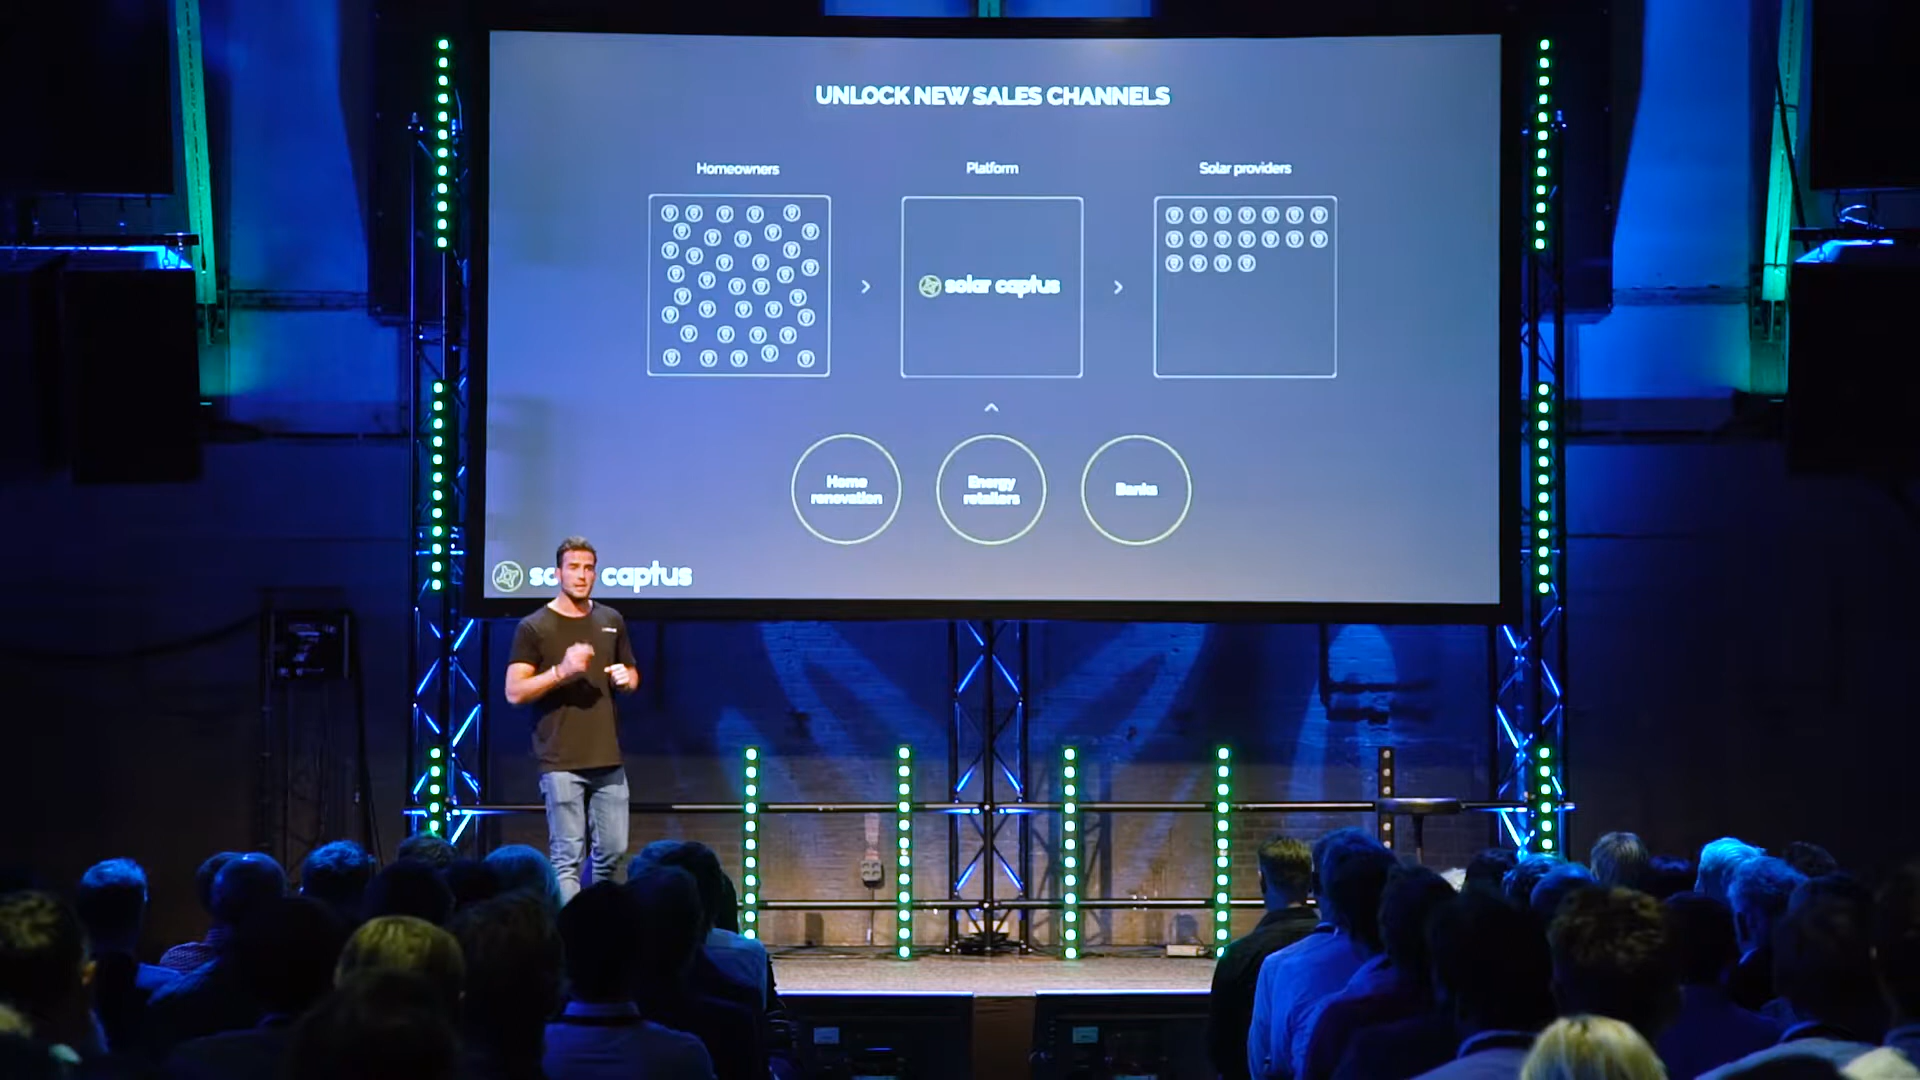 UNLOCK NEW SALES CHANNELS
Homeowners
Platform
Solar providers
solar captus
Home
renovation
Energy
retailers
Banks
captus